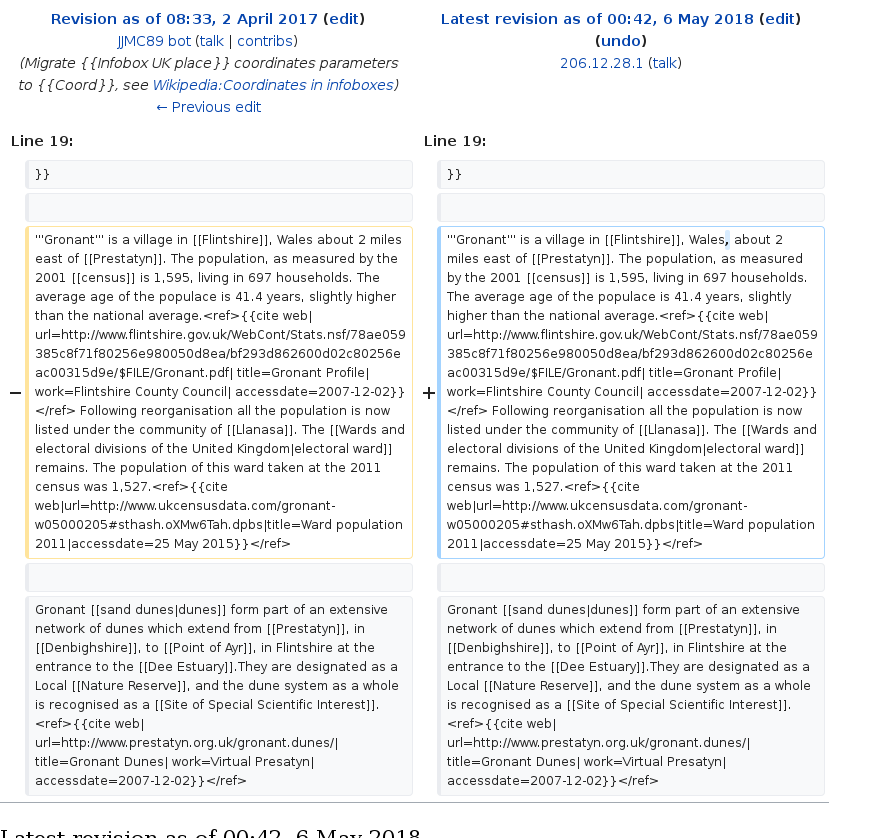 Revision as of 08:33, 2 April 2017 (edit)
JJMC89 bot (talk | contribs)
(Migrate {{Infobox UK place}} coordinates parameters
to {{Coord}}, see Wikipedia:Coordinates in infoboxes)
← Previous edit
Latest revision as of 00:42, 6 May 2018 (edit)
(undo)
206.12.28.1 (talk)
Line 19:
}}
−
'''Gronant''' is a village in [[Flintshire]], Wales about 2 miles
east of [[Prestatyn]]. The population, as measured by the
2001 [[census]] is 1,595, living in 697 households. The
average age of the populace is 41.4 years, slightly higher
than the national average.<ref>{{cite web|
url=http://www.flintshire.gov.uk/WebCont/Stats.nsf/78ae059
385c8f71f80256e980050d8ea/bf293d862600d02c80256e
ac00315d9e/$FILE/Gronant.pdf| title=Gronant Profile|
work=Flintshire County Council| accessdate=2007-12-02}}
</ref> Following reorganisation all the population is now
listed under the community of [[Llanasa]]. The [[Wards and
electoral divisions of the United Kingdom|electoral ward]]
remains. The population of this ward taken at the 2011
census was 1,527.<ref>{{cite
web|url=http://www.ukcensusdata.com/gronant-
w05000205#sthash.oXMw6Tah.dpbs|title=Ward population
2011|accessdate=25 May 2015}}</ref>
Gronant [[sand dunes|dunes]] form part of an extensive
network of dunes which extend from [[Prestatyn]], in
[[Denbighshire]], to [[Point of Ayr]], in Flintshire at the
entrance to the [[Dee Estuary]].They are designated as a
Local [[Nature Reserve]], and the dune system as a whole
is recognised as a [[Site of Special Scientific Interest]].
<ref>{{cite web|
url=http://www.prestatyn.org.uk/gronant.dunes/|
title=Gronant Dunes| work=Virtual Presatyn|
accessdate=2007-12-02}}</ref>
Line 19:
}}
+
'''Gronant''' is a village in [[Flintshire]], Wales, about 2
miles east of [[Prestatyn]]. The population, as measured
by the 2001 [[census]] is 1,595, living in 697 households.
The average age of the populace is 41.4 years, slightly
higher than the national average.<ref>{{cite web|
url=http://www.flintshire.gov.uk/WebCont/Stats.nsf/78ae059
385c8f71f80256e980050d8ea/bf293d862600d02c80256e
ac00315d9e/$FILE/Gronant.pdf| title=Gronant Profile|
work=Flintshire County Council| accessdate=2007-12-02}}
</ref> Following reorganisation all the population is now
listed under the community of [[Llanasa]]. The [[Wards and
electoral divisions of the United Kingdom|electoral ward]]
remains. The population of this ward taken at the 2011
census was 1,527.<ref>{{cite
web|url=http://www.ukcensusdata.com/gronant-
w05000205#sthash.oXMw6Tah.dpbs|title=Ward population
2011|accessdate=25 May 2015}}</ref>
Gronant [[sand dunes|dunes]] form part of an extensive
network of dunes which extend from [[Prestatyn]], in
[[Denbighshire]], to [[Point of Ayr]], in Flintshire at the
entrance to the [[Dee Estuary]].They are designated as a
Local [[Nature Reserve]], and the dune system as a whole
is recognised as a [[Site of Special Scientific Interest]].
<ref>{{cite web|
url=http://www.prestatyn.org.uk/gronant.dunes/|
title=Gronant Dunes| work=Virtual Presatyn|
accessdate=2007-12-02}}</ref>
Latest revision as of 00:42, 6 May 2018